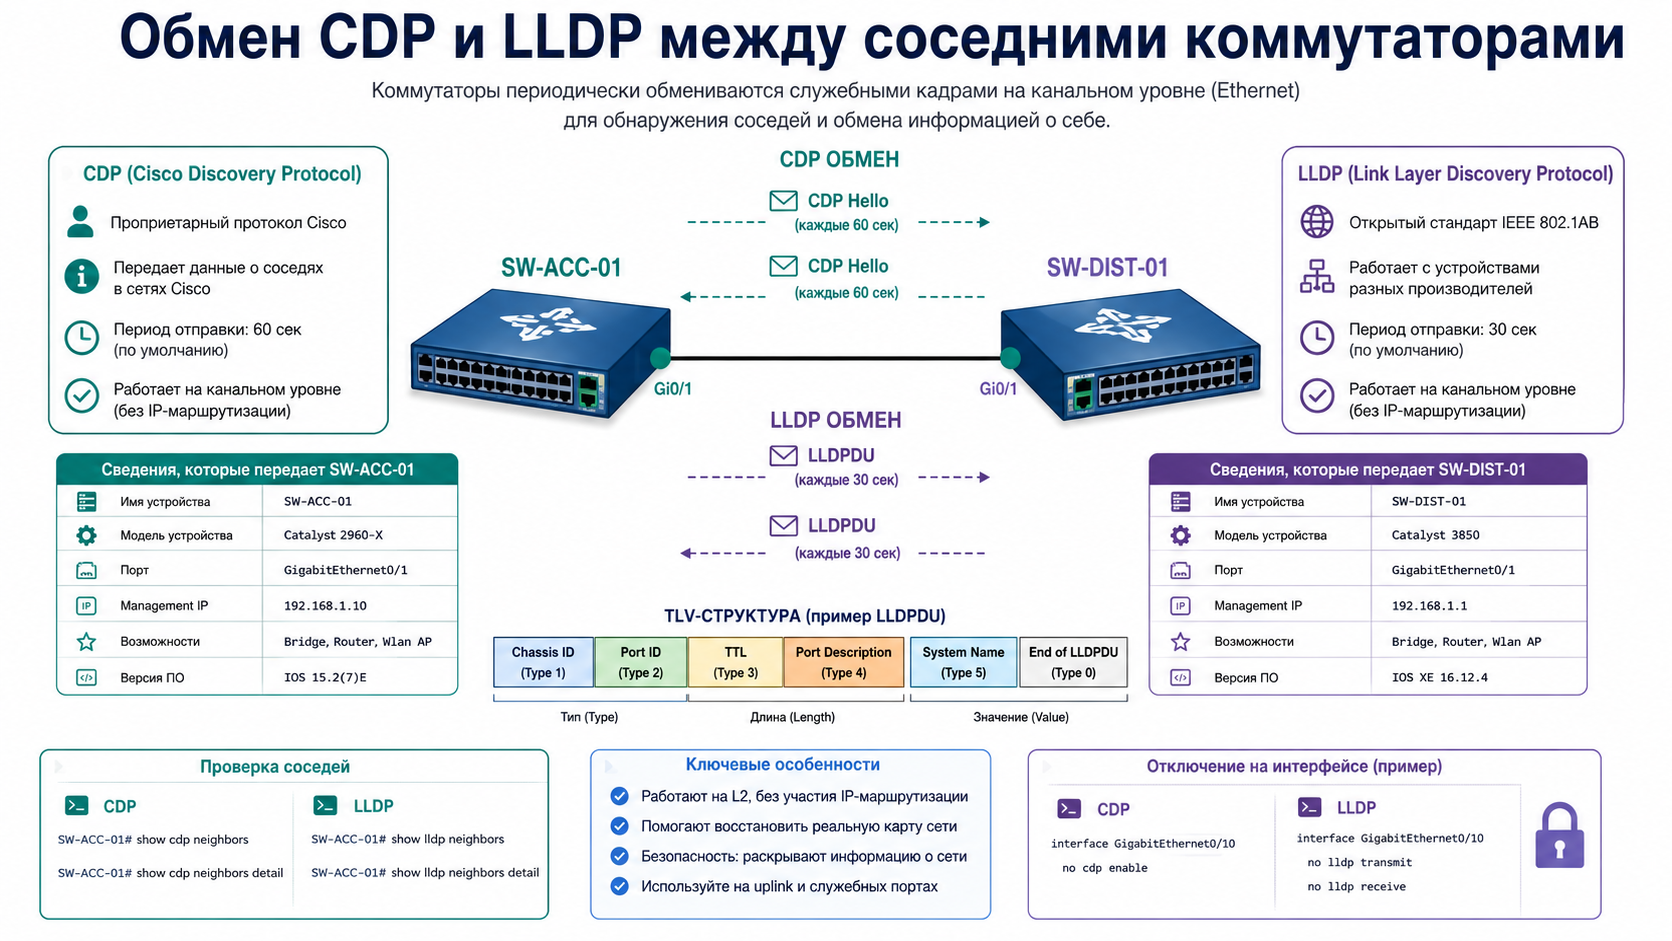 Обмен CDP и LLDP между соседними коммутаторами
Коммутаторы периодически обмениваются служебными кадрами на канальном уровне (Ethernet)
для обнаружения соседей и обмена информацией о себе.
CDP (Cisco Discovery Protocol)
Проприетарный протокол Cisco
Передает данные о соседях
в сетях Cisco
Период отправки: 60 сек
(по умолчанию)
Работает на канальном уровне
(без IP-маршрутизации)
CDP ОБМЕН
CDP Hello
(каждые 60 сек)
CDP Hello
(каждые 60 сек)
SW-ACC-01
SW-DIST-01
Gi0/1
Gi0/1
LLDP ОБМЕН
LLDPDU
(каждые 30 сек)
LLDPDU
(каждые 30 сек)
LLDP (Link Layer Discovery Protocol)
Открытый стандарт IEEE 802.1AB
Работает с устройствами
разных производителей
Период отправки: 30 сек
(по умолчанию)
Работает на канальном уровне
(без IP-маршрутизации)
Сведения, которые передает SW-ACC-01
Имя устройства SW-ACC-01
Модель устройства Catalyst 2960-X
Порт GigabitEthernet0/1
IP Management IP 192.168.1.10
Возможности Bridge, Router, Wlan AP
Версия ПО IOS 15.2(7)E
Сведения, которые передает SW-DIST-01
Имя устройства SW-DIST-01
Модель устройства Catalyst 3850
Порт GigabitEthernet0/1
IP Management IP 192.168.1.1
Возможности Bridge, Router, Wlan AP
Версия ПО IOS XE 16.12.4
TLV-СТРУКТУРА (пример LLDPDU)
Chassis ID
(Type 1)
Port ID
(Type 2)
TTL
(Type 3)
Port Description
(Type 4)
System Name
(Type 5)
End of LLDPDU
(Type 0)
Тип (Type)
Длина (Length)
Значение (Value)
Проверка соседей
CDP
SW-ACC-01# show cdp neighbors
SW-ACC-01# show cdp neighbors detail
LLDP
SW-ACC-01# show lldp neighbors
SW-ACC-01# show lldp neighbors detail
Ключевые особенности
Работают на L2, без участия IP-маршрутизации
Помогают восстановить реальную карту сети
Безопасность: раскрывают информацию о сети
Используйте на uplink и служебных портах
Отключение на интерфейсе (пример)
CDP
interface GigabitEthernet0/10
no cdp enable
LLDP
interface GigabitEthernet0/10
no lldp transmit
no lldp receive